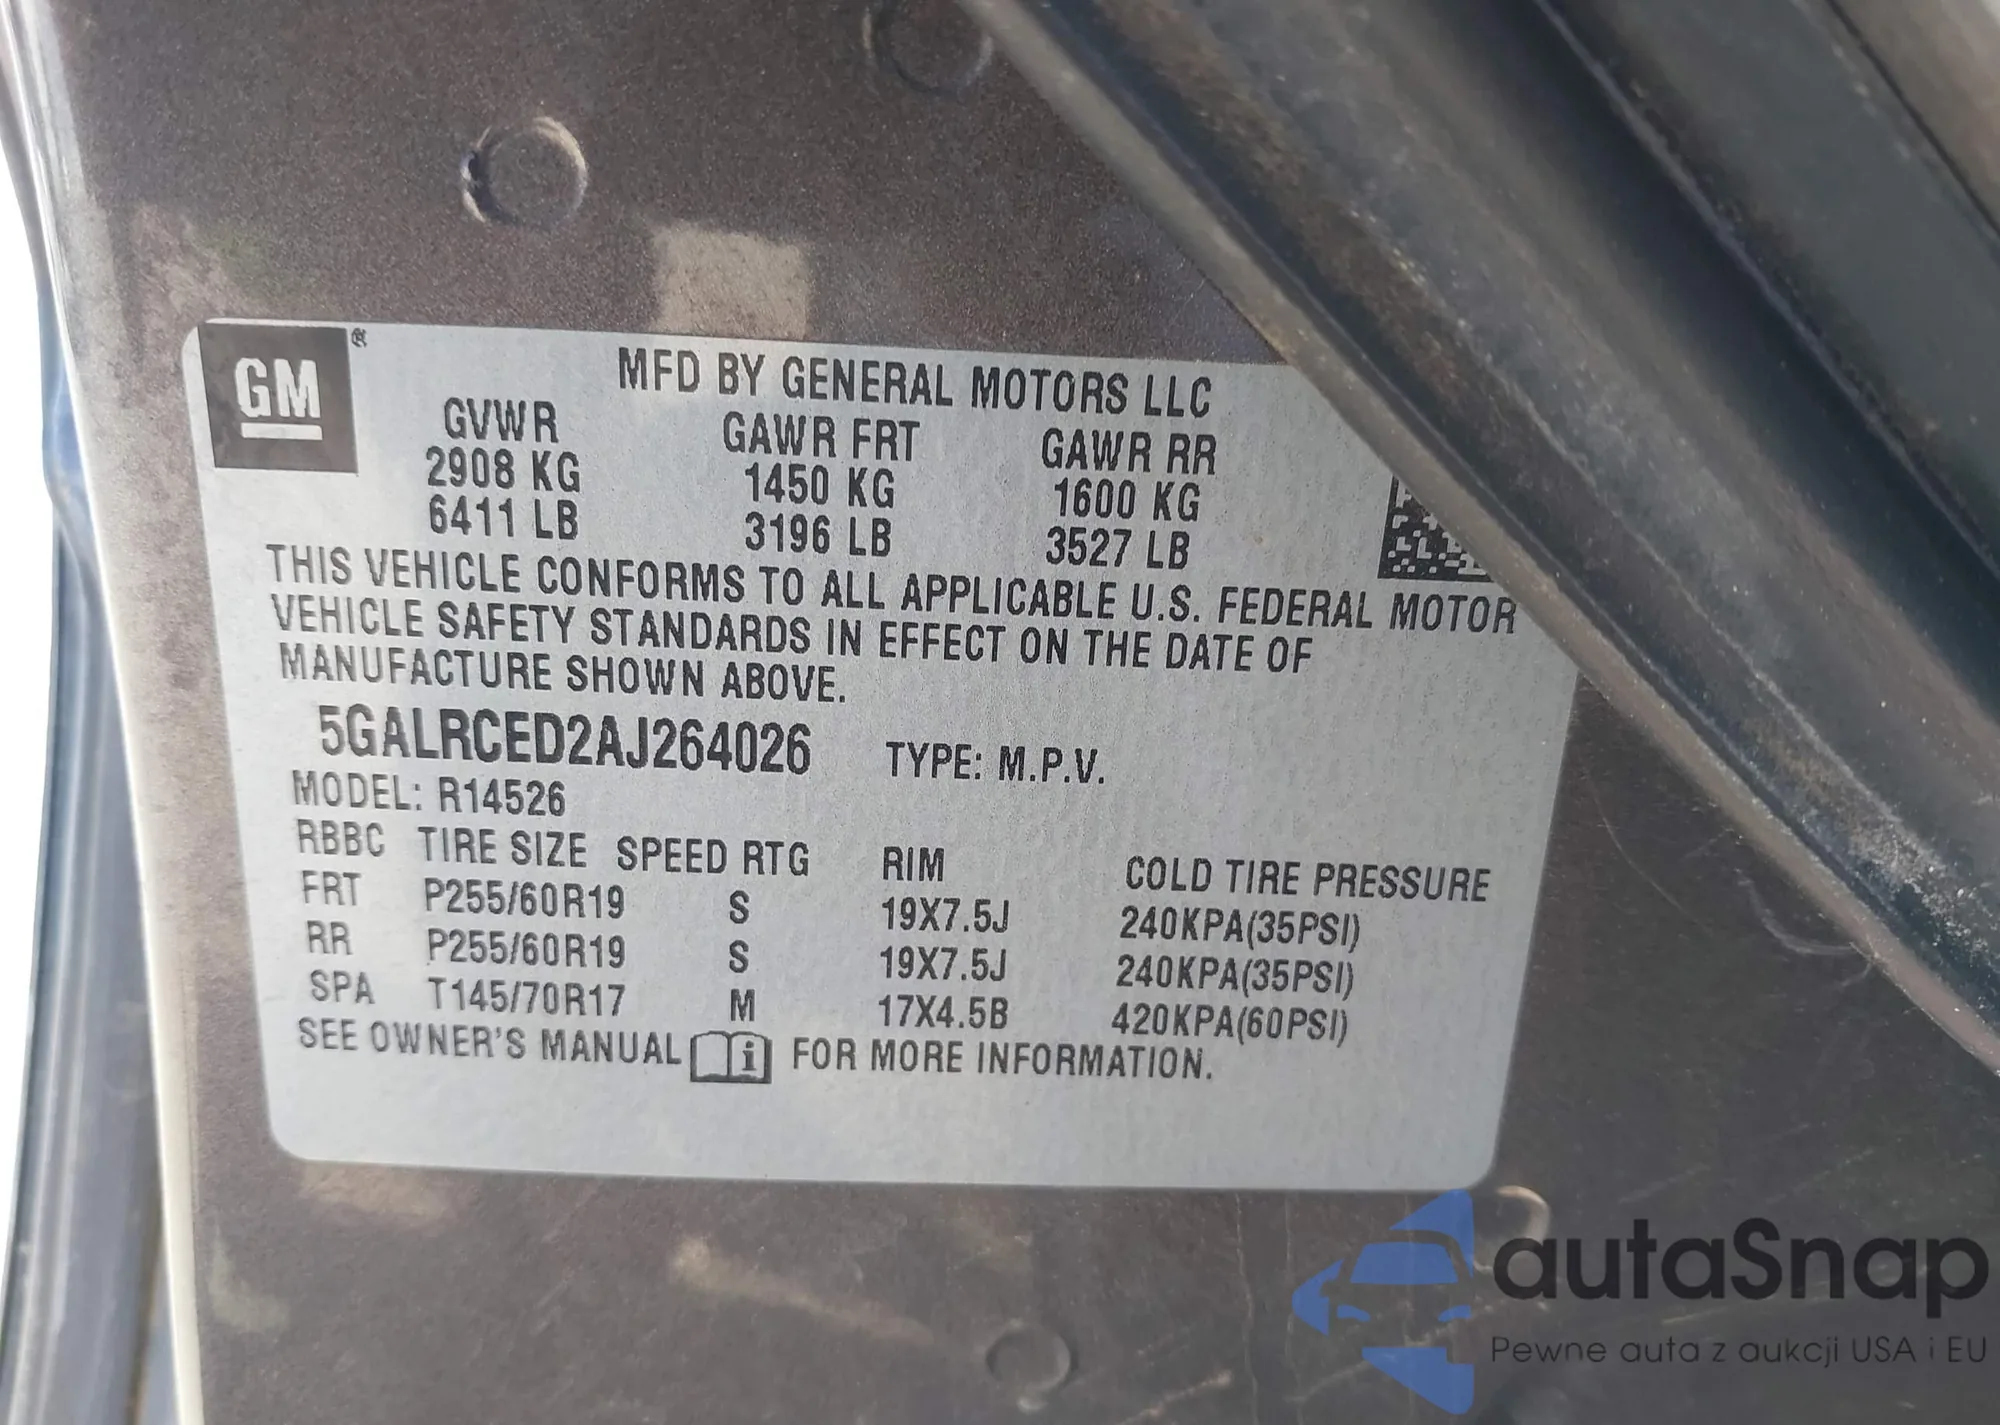 GM ®
MFD BY GENERAL MOTORS LLC
GVWR GAWR FRT GAWR RR
2908 KG 1450 KG 1600 KG
6411 LB 3196 LB 3527 LB
THIS VEHICLE CONFORMS TO ALL APPLICABLE U.S. FEDERAL MOTOR
VEHICLE SAFETY STANDARDS IN EFFECT ON THE DATE OF
MANUFACTURE SHOWN ABOVE.
5GALRCED2AJ264026 TYPE: M.P.V.
MODEL: R14526
RBBC TIRE SIZE SPEED RTG RIM COLD TIRE PRESSURE
FRT P255/60R19 S 19X7.5J 240KPA(35PSI)
RR P255/60R19 S 19X7.5J 240KPA(35PSI)
SPA T145/70R17 M 17X4.5B 420KPA(60PSI)
SEE OWNER'S MANUAL i FOR MORE INFORMATION.
autaSnap
Pewne auta z aukcji USA i EU